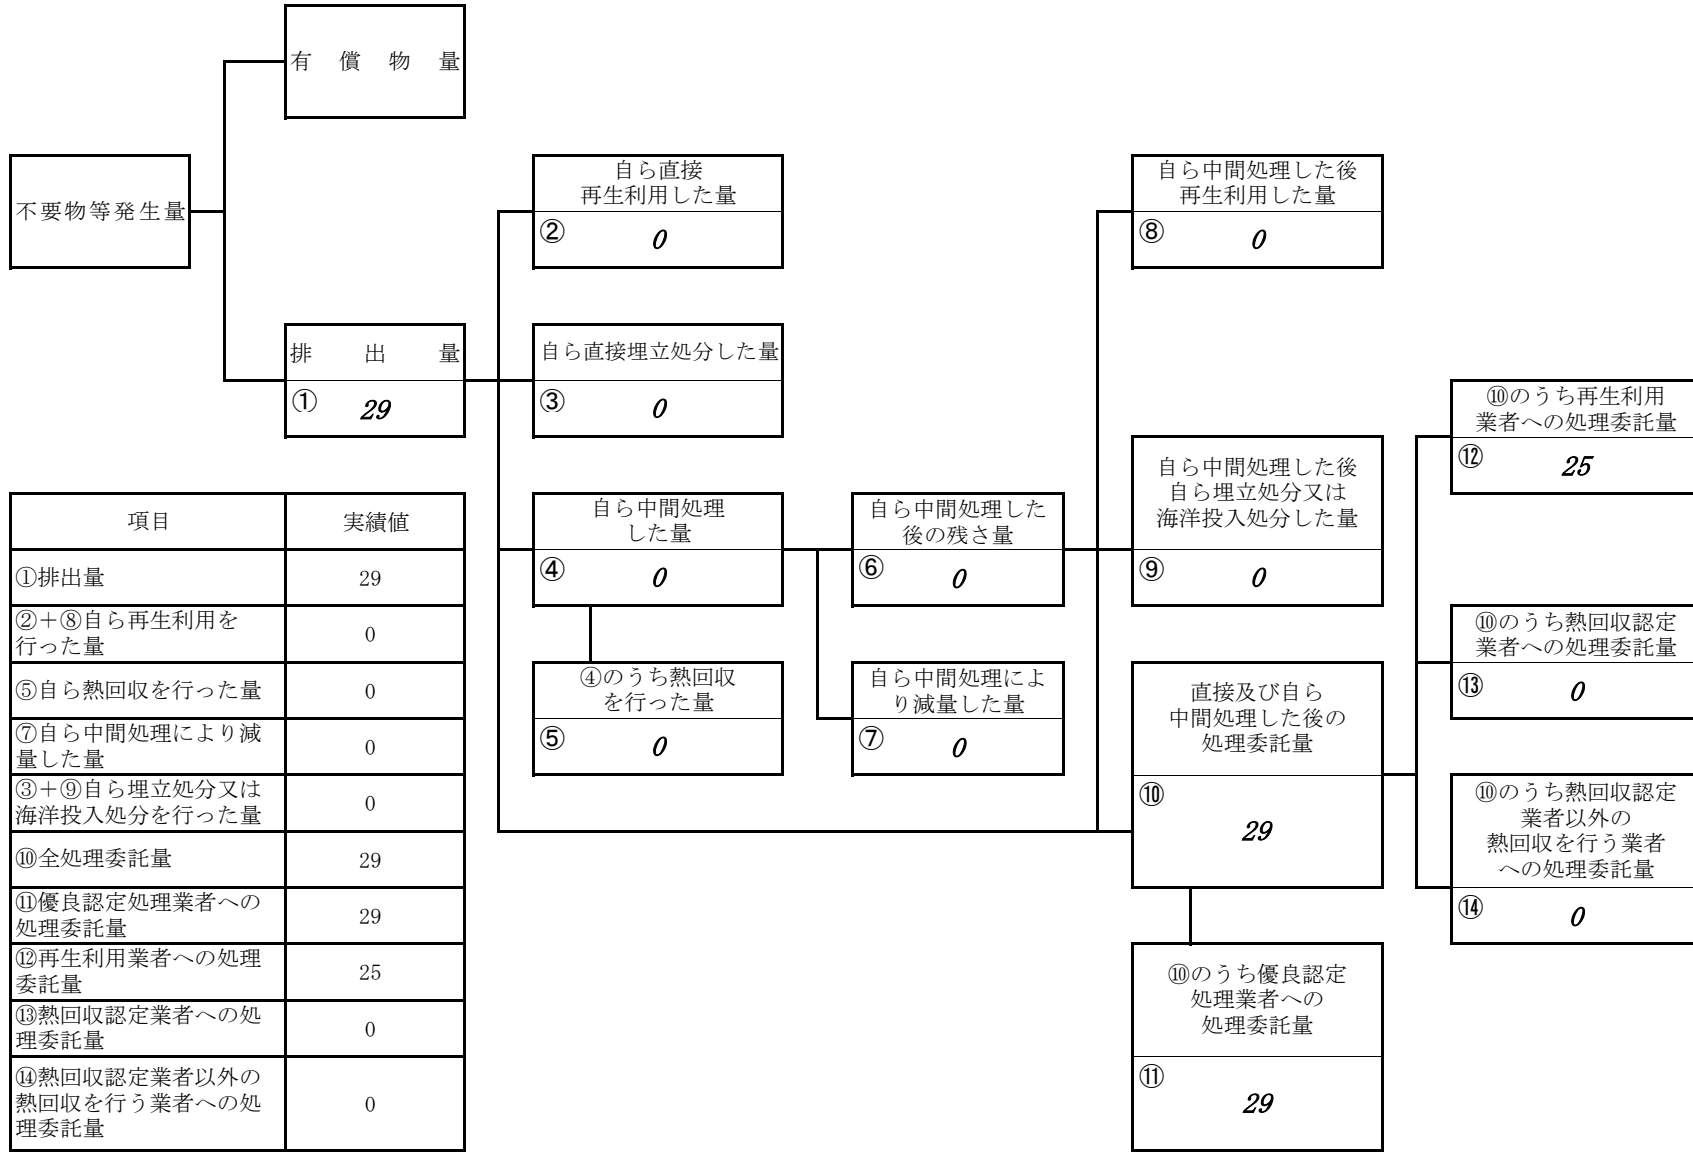 有償物量
不要物等発生量
排出量
① 29
自ら直接
再生利用した量
② 0
自ら直接埋立処分した量
③ 0
自ら中間処理
した量
④ 0
④のうち熱回収
を行った量
⑤ 0
自ら中間処理した
後の残さ量
⑥ 0
自ら中間処理によ
り減量した量
⑦ 0
自ら中間処理した後
再生利用した量
⑧ 0
自ら中間処理した後
自ら埋立処分又は
海洋投入処分した量
⑨ 0
直接及び自ら
中間処理した後の
処理委託量
⑩
29
⑩のうち優良認定
処理業者への
処理委託量
⑪
29
⑩のうち再生利用
業者への処理委託量
⑫ 25
⑩のうち熱回収認定
業者への処理委託量
⑬ 0
⑩のうち熱回収認定
業者以外の
熱回収を行う業者
への処理委託量
⑭ 0
項目 実績値
①排出量 29
②＋⑧自ら再生利用を
行った量 0
⑤自ら熱回収を行った量 0
⑦自ら中間処理により減
量した量 0
③＋⑨自ら埋立処分又は
海洋投入処分を行った量 0
⑩全処理委託量 29
⑪優良認定処理業者への
処理委託量 29
⑫再生利用業者への処理
委託量 25
⑬熱回収認定業者への処
理委託量 0
⑭熱回収認定業者以外の
熱回収を行う業者への処
理委託量 0